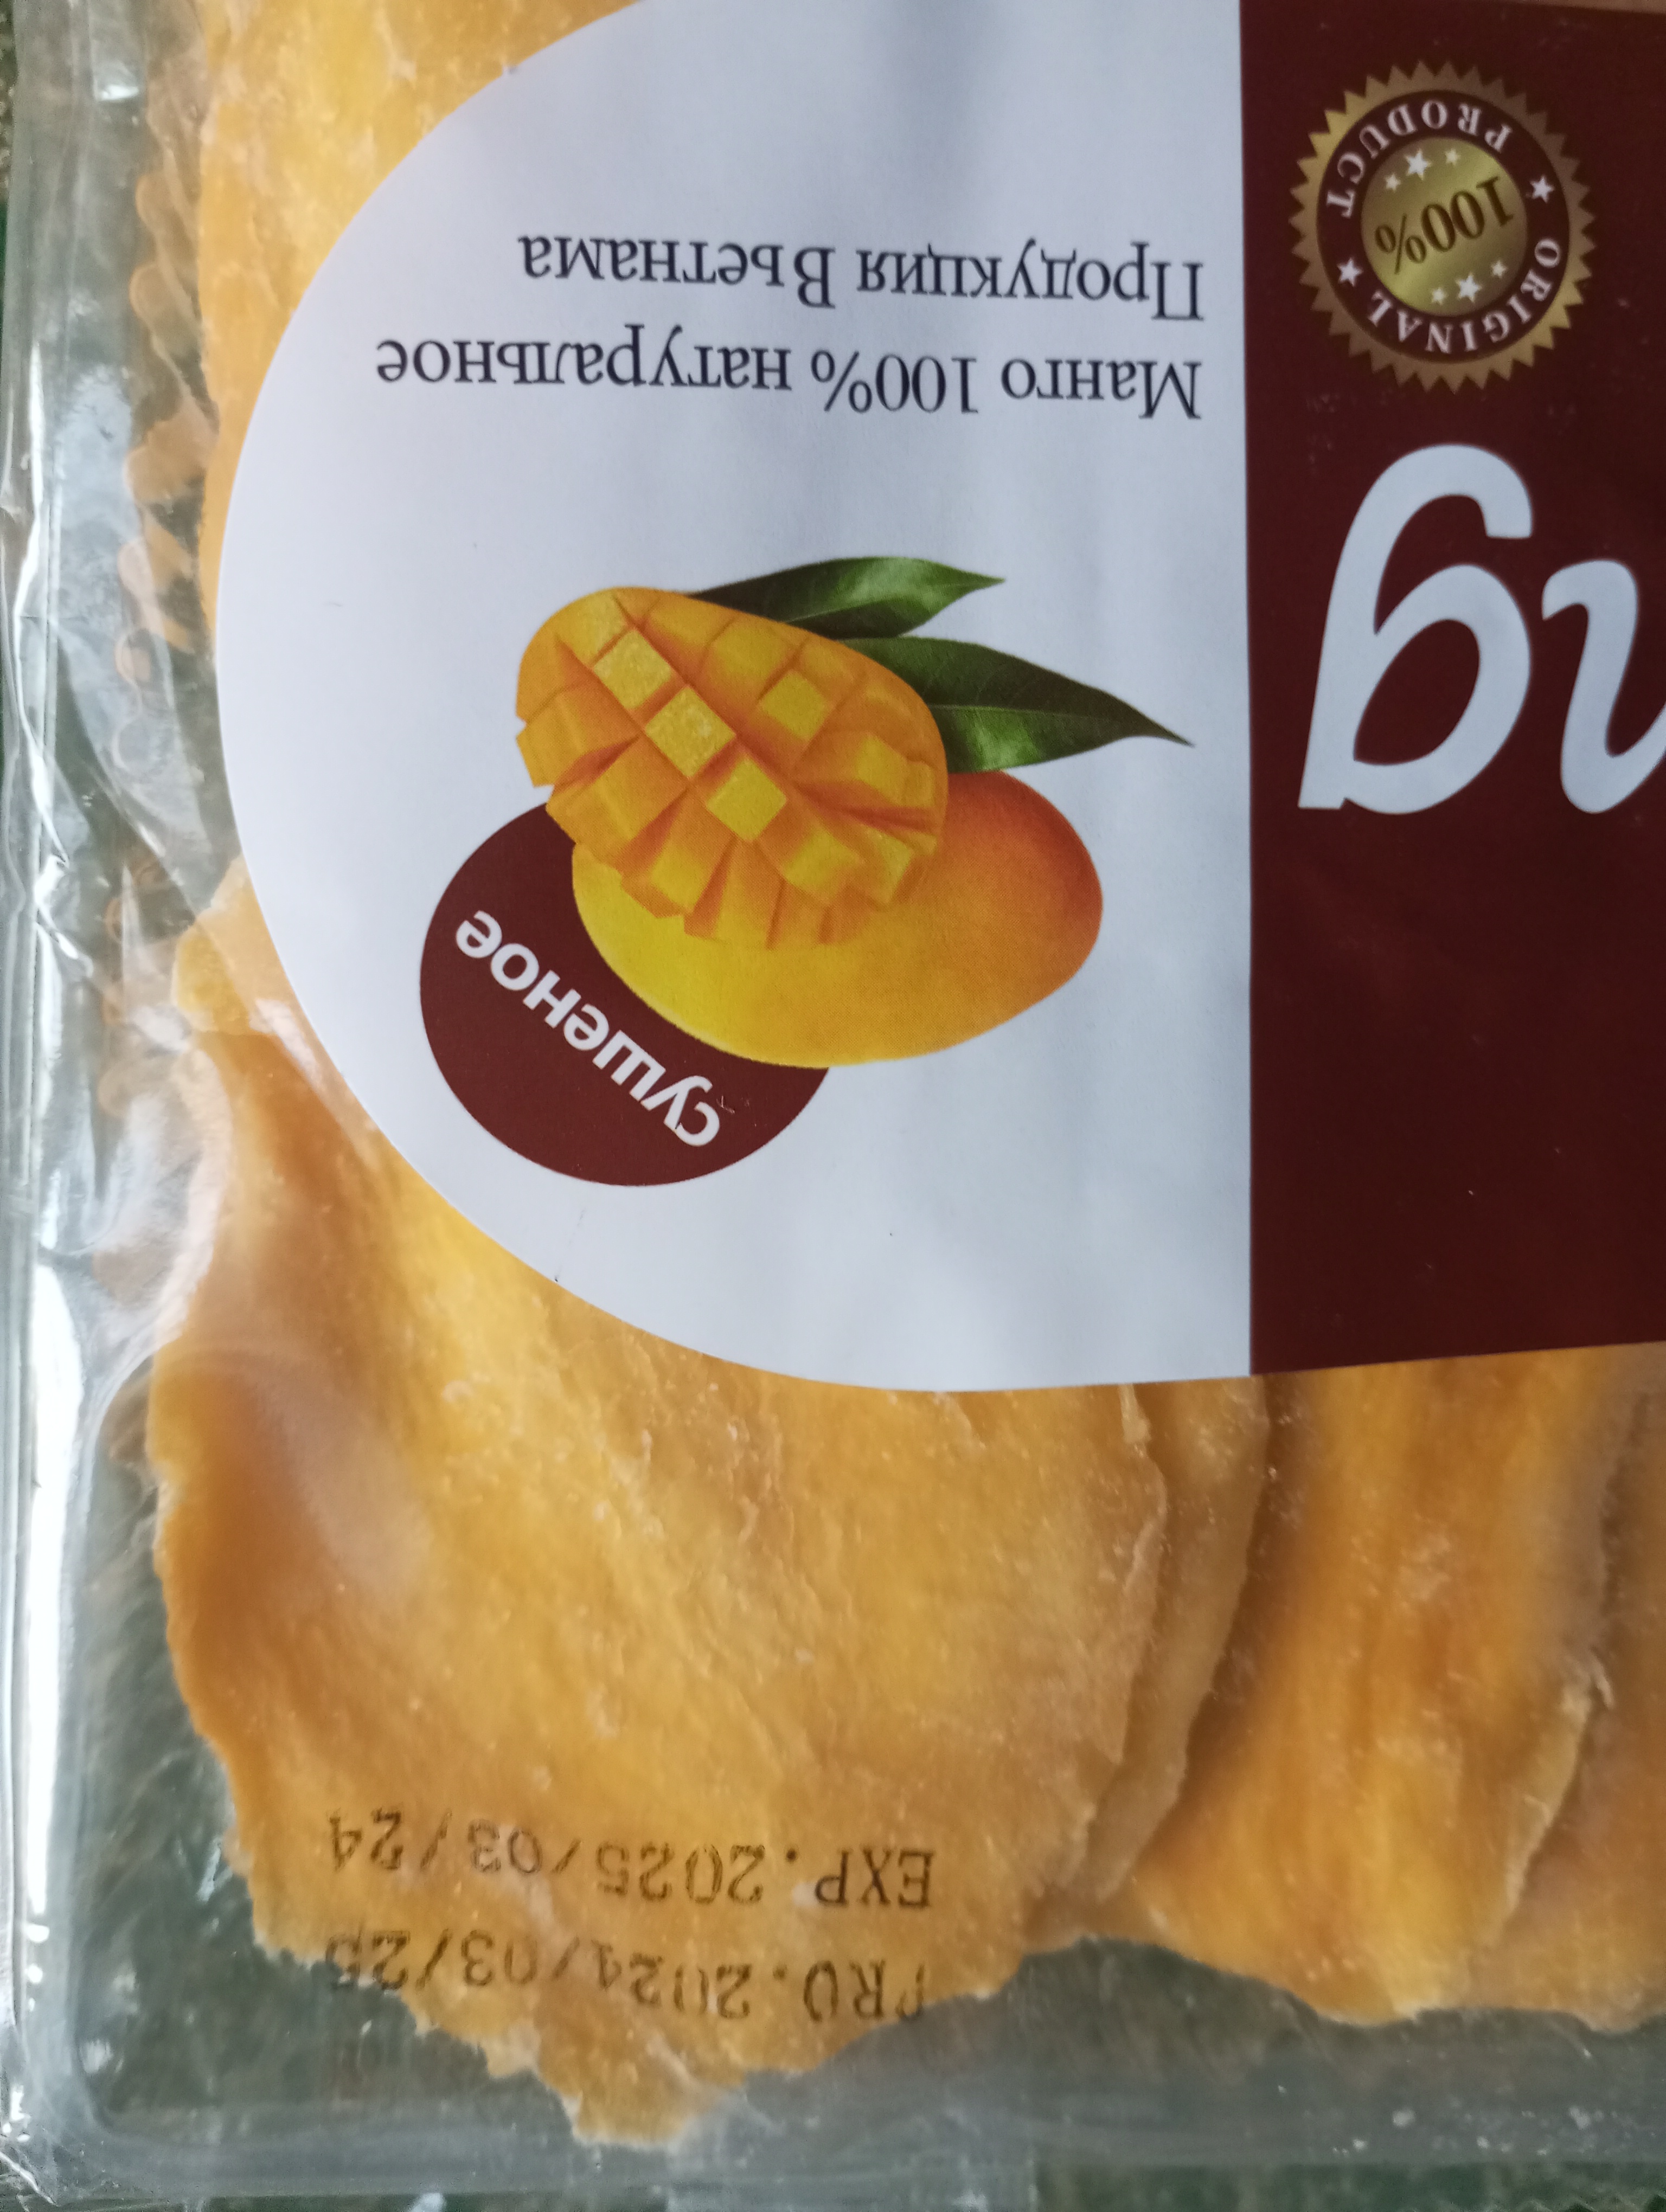 PRO.2024/03/25
EXP.2025/03/24
сушеное
Манго 100% натуральное
Продукция Вьетнама
ORIGINAL
100%
PRODUCT